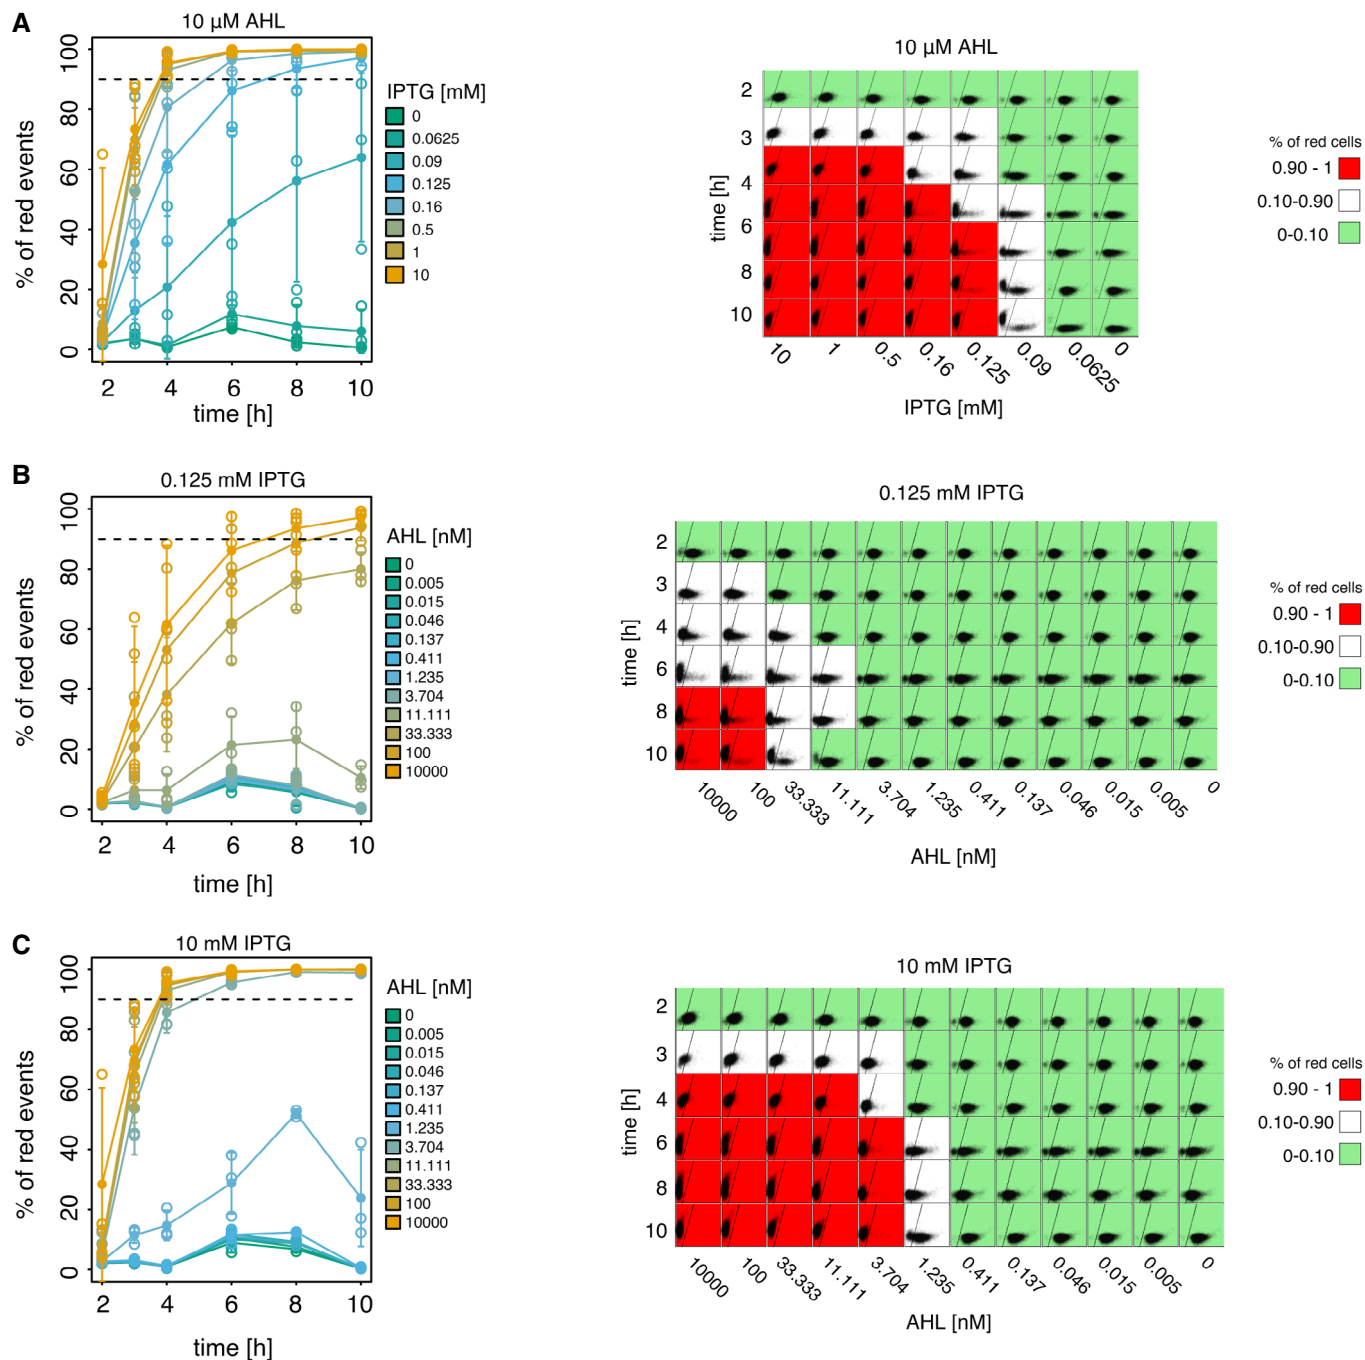 A
10 µM AHL
% of red events
100
80
60
40
20
0
2 4 6 8 10
time [h]
IPTG [mM]
0
0.0625
0.09
0.125
0.16
0.5
1
10
10 µM AHL
time [h]
2
3
4
6
8
10
10 1 0.5 0.16 0.125 0.09 0.0625 0
IPTG [mM]
% of red cells
0.90 - 1
0.10-0.90
0-0.10
B
0.125 mM IPTG
% of red events
100
80
60
40
20
0
2 4 6 8 10
time [h]
AHL [nM]
0
0.005
0.015
0.046
0.137
0.411
1.235
3.704
11.111
33.333
100
10000
0.125 mM IPTG
time [h]
2
3
4
6
8
10
10000 100 33.333 11.111 3.704 1.235 0.411 0.137 0.046 0.015 0.005 0
AHL [nM]
% of red cells
0.90 - 1
0.10-0.90
0-0.10
C
10 mM IPTG
% of red events
100
80
60
40
20
0
2 4 6 8 10
time [h]
AHL [nM]
0
0.005
0.015
0.046
0.137
0.411
1.235
3.704
11.111
33.333
100
10000
10 mM IPTG
time [h]
2
3
4
6
8
10
10000 100 33.333 11.111 3.704 1.235 0.411 0.137 0.046 0.015 0.005 0
AHL [nM]
% of red cells
0.90 - 1
0.10-0.90
0-0.10